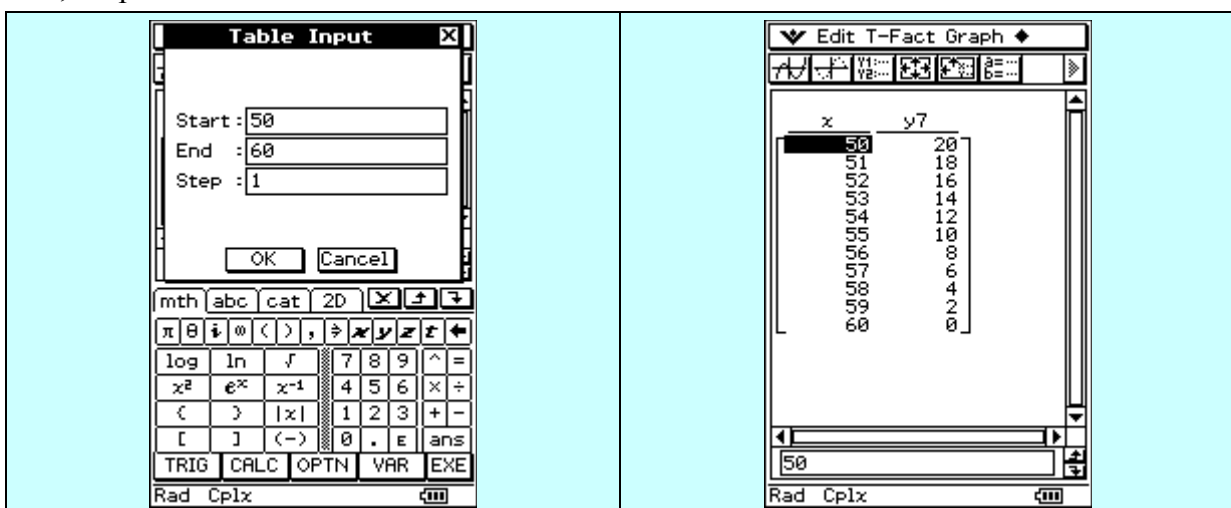 Table Input
Start : 50
End : 60
Step : 1
OK Cancel
mth abc cat 2D
π θ i ∞ ( ) , ⇒ x y z t
log ln √ 7 8 9 ^ =
x² eˣ x⁻¹ 4 5 6 × ÷
( ) |x| 1 2 3 + -
[ ] (-) 0 . E ans
TRIG CALC OPTN VAR EXE
Rad Cplx
Edit T-Fact Graph
x y7
50 20
51 18
52 16
53 14
54 12
55 10
56 8
57 6
58 4
59 2
60 0
50
Rad Cplx